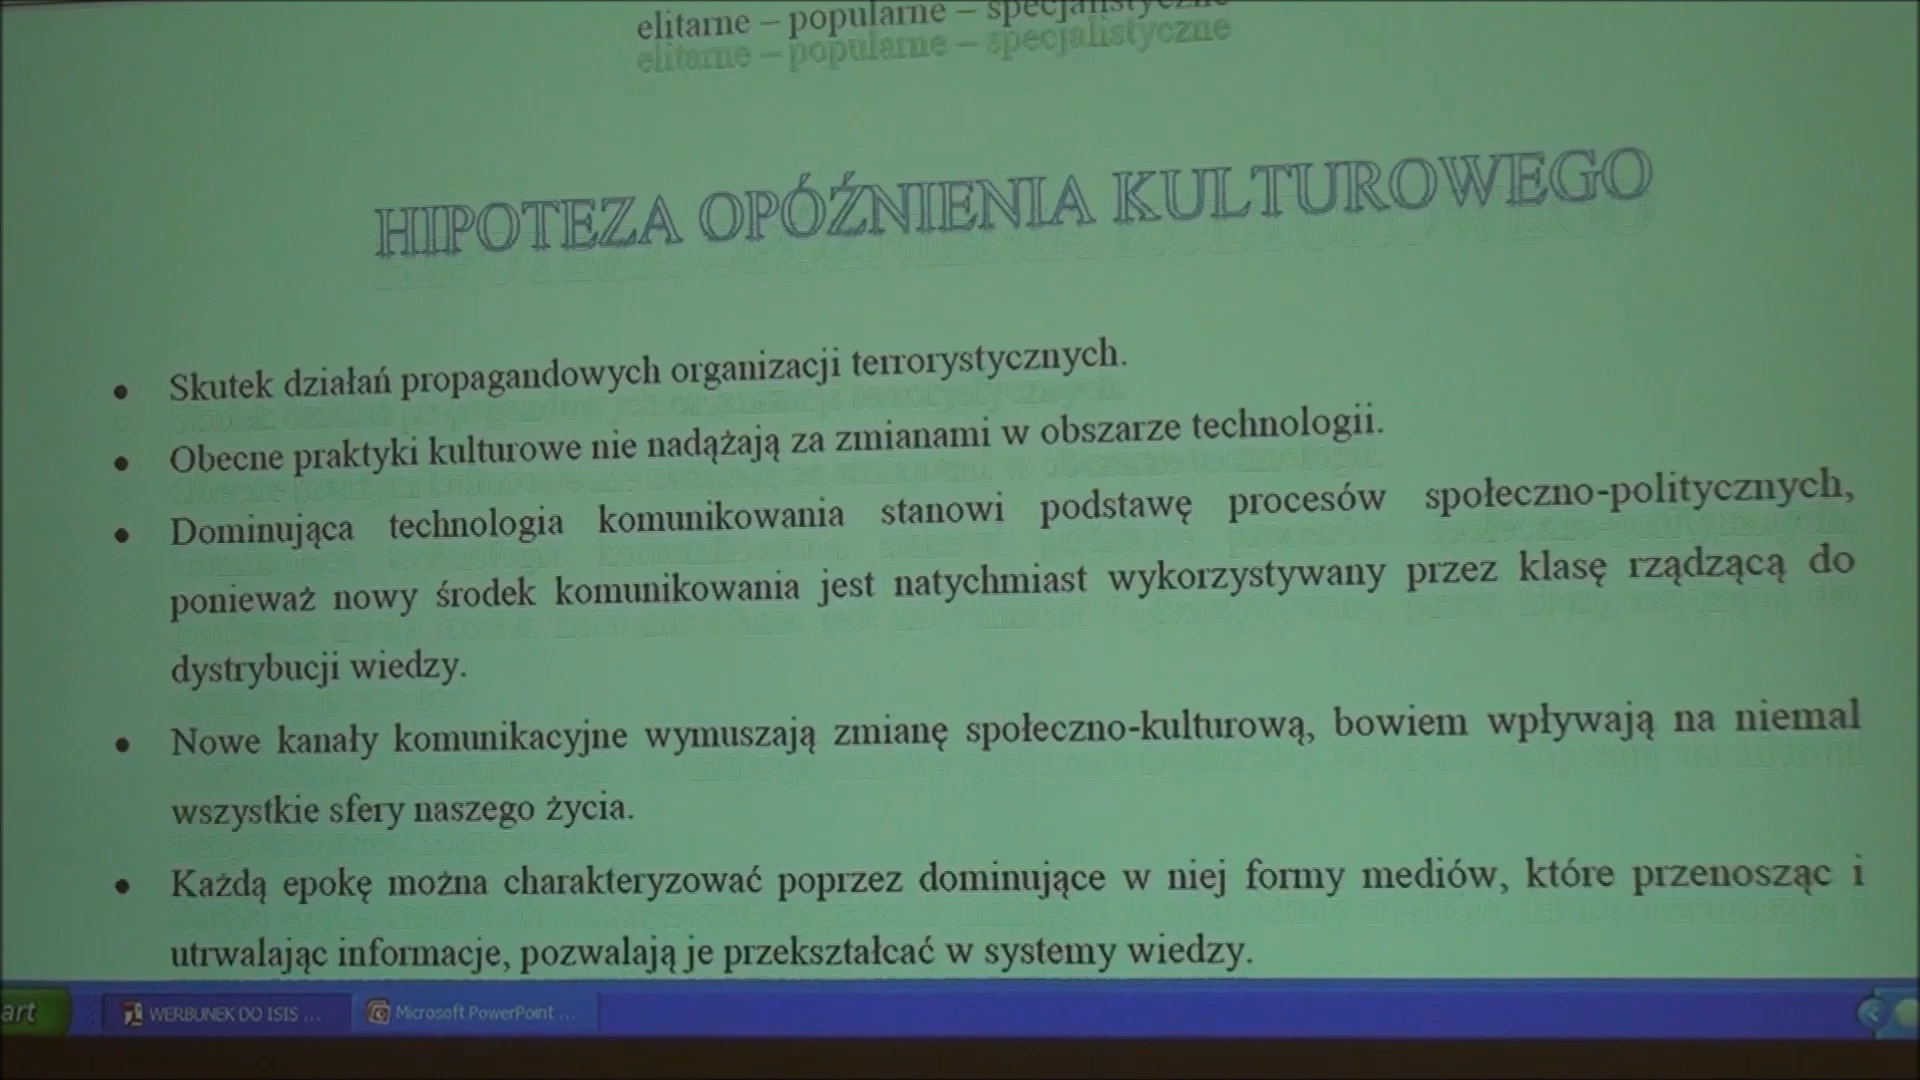 elitarne – popularne – specjalistyczne
HIPOTEZA OPÓŹNIENIA KULTUROWEGO
• Skutek działań propagandowych organizacji terrorystycznych.
• Obecne praktyki kulturowe nie nadążają za zmianami w obszarze technologii.
• Dominująca technologia komunikowania stanowi podstawę procesów społeczno-politycznych,
ponieważ nowy środek komunikowania jest natychmiast wykorzystywany przez klasę rządzącą do
dystrybucji wiedzy.
• Nowe kanały komunikacyjne wymuszają zmianę społeczno-kulturową, bowiem wpływają na niemal
wszystkie sfery naszego życia.
• Każdą epokę można charakteryzować poprzez dominujące w niej formy mediów, które przenosząc i
utrwalając informacje, pozwalają je przekształcać w systemy wiedzy.
art WERBUNEK DO ISIS ... Microsoft PowerPoint ...